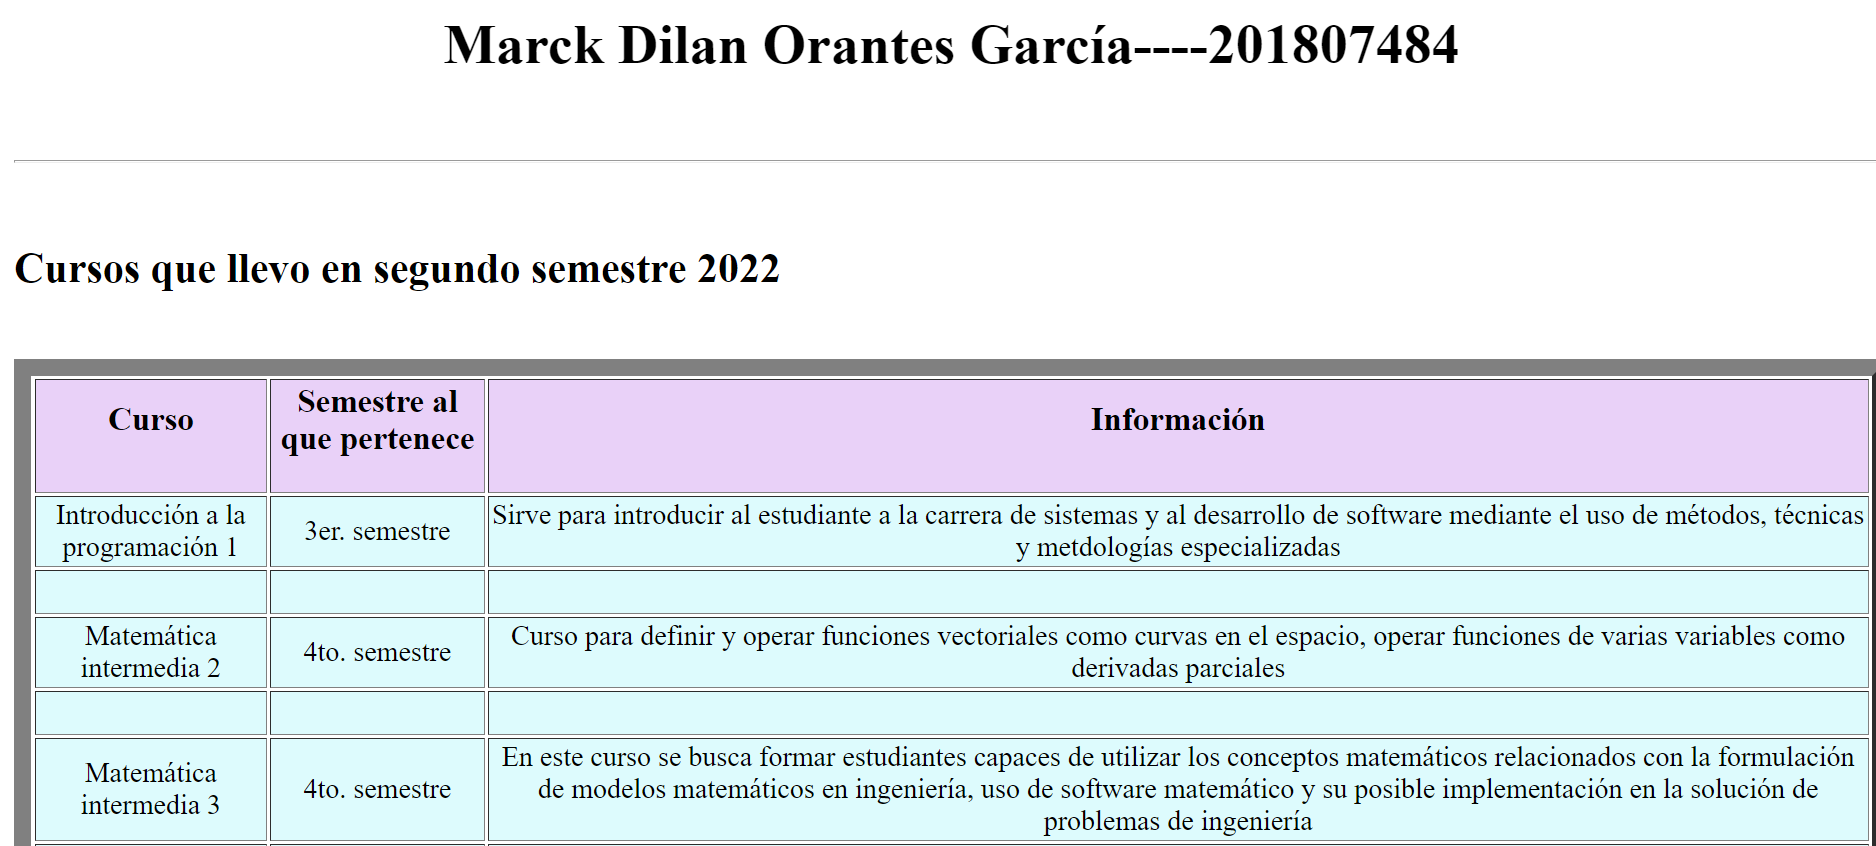 Marck Dilan Orantes García----201807484
Cursos que llevo en segundo semestre 2022
Curso
Semestre al
que pertenece
Información
Introducción a la
programación 1
3er. semestre
Sirve para introducir al estudiante a la carrera de sistemas y al desarrollo de software mediante el uso de métodos, técnicas
y metdologías especializadas
Matemática
intermedia 2
4to. semestre
Curso para definir y operar funciones vectoriales como curvas en el espacio, operar funciones de varias variables como
derivadas parciales
Matemática
intermedia 3
4to. semestre
En este curso se busca formar estudiantes capaces de utilizar los conceptos matemáticos relacionados con la formulación
de modelos matemáticos en ingeniería, uso de software matemático y su posible implementación en la solución de
problemas de ingeniería